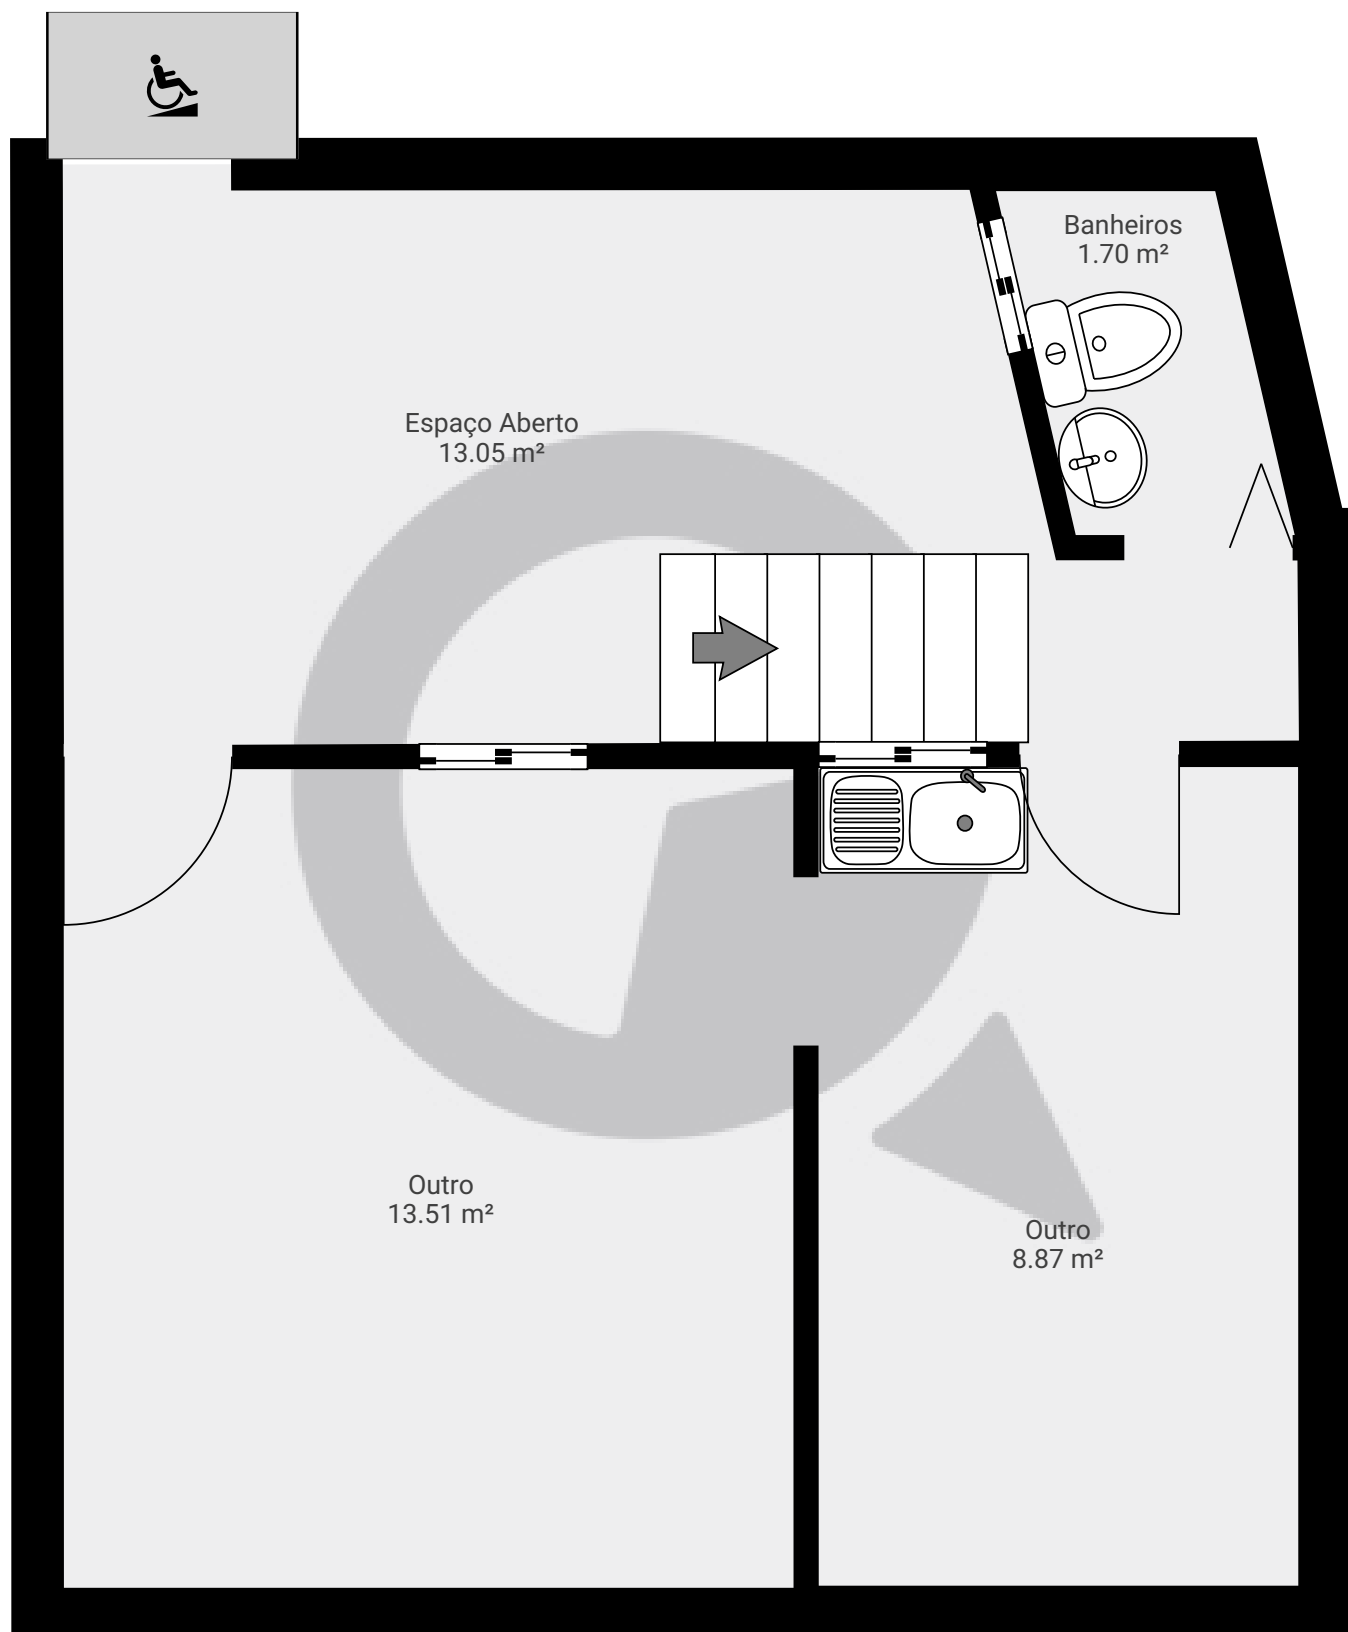 Banheiros
1.70 m²
Espaço Aberto
13.05 m²
Outro
13.51 m²
Outro
8.87 m²